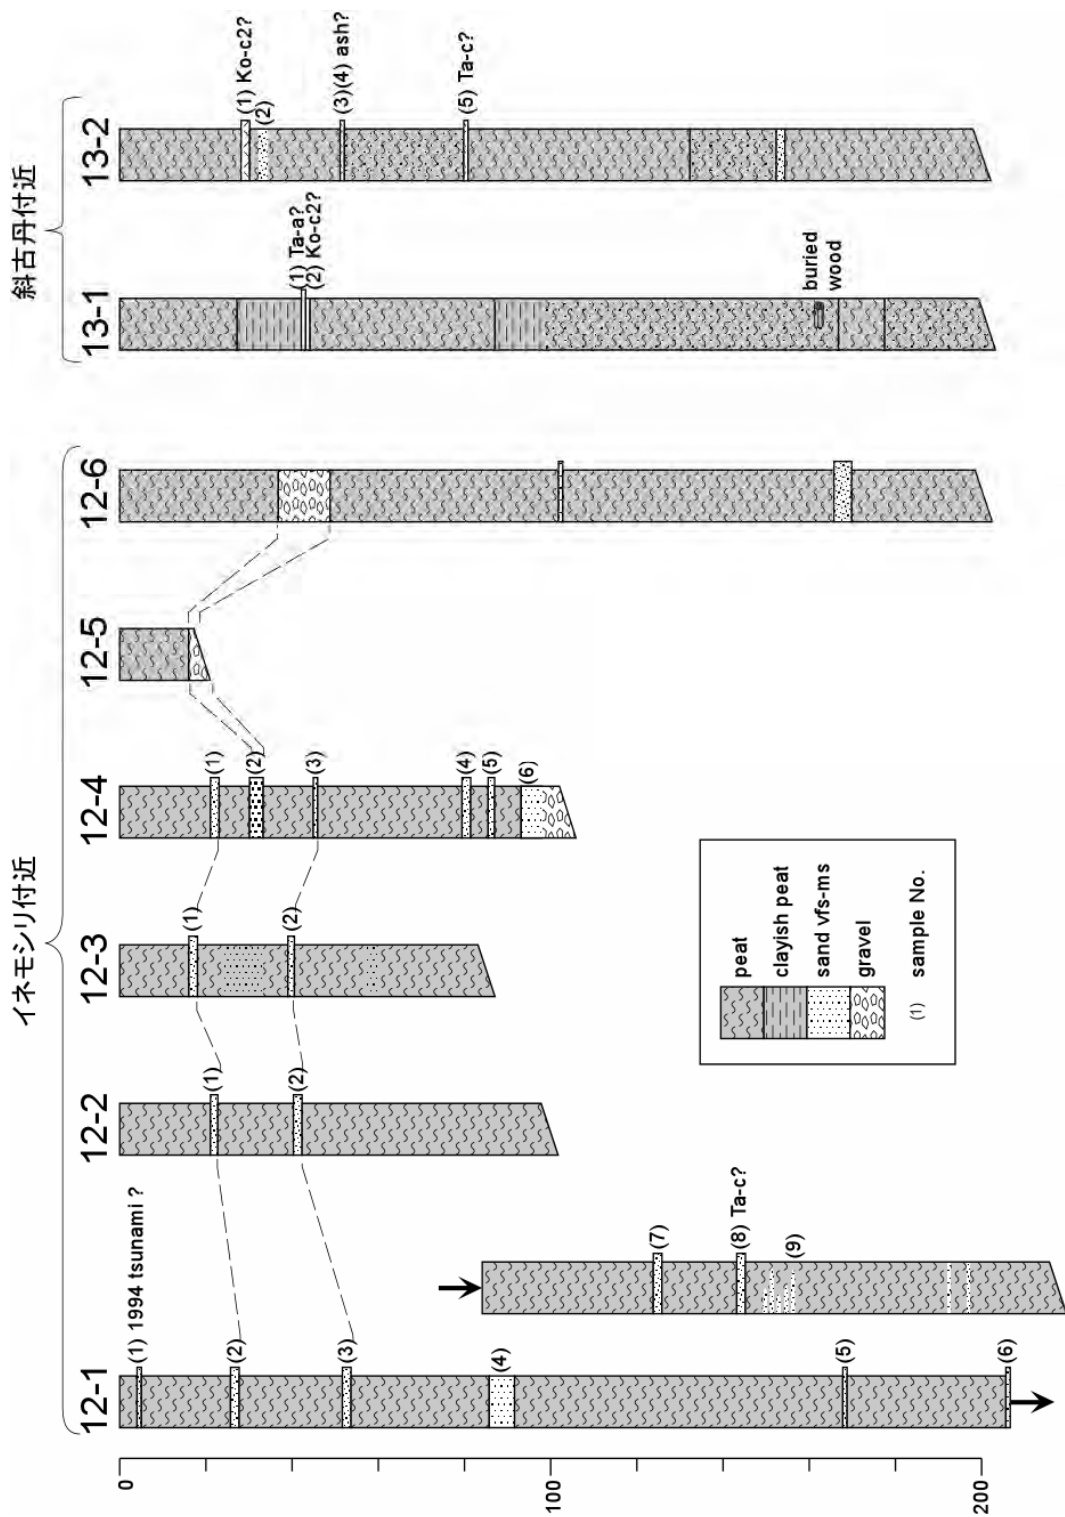 イネモシリ付近
斜古丹付近
12-1
12-2
12-3
12-4
12-5
12-6
13-1
13-2
0
100
200
(1) 1994 tsunami ?
(2)
(3)
(4)
(5)
(6)
(7)
(8) Ta-c?
(9)
(1)
(2)
(1)
(2)
(1)
(2)
(3)
(4)
(5)
(6)
(1) Ta-a?
(2) Ko-c2?
buried
wood
(1) Ko-c2?
(2)
(3)(4) ash?
(5) Ta-c?
peat
clayish peat
sand vfs-ms
gravel
(1) sample No.